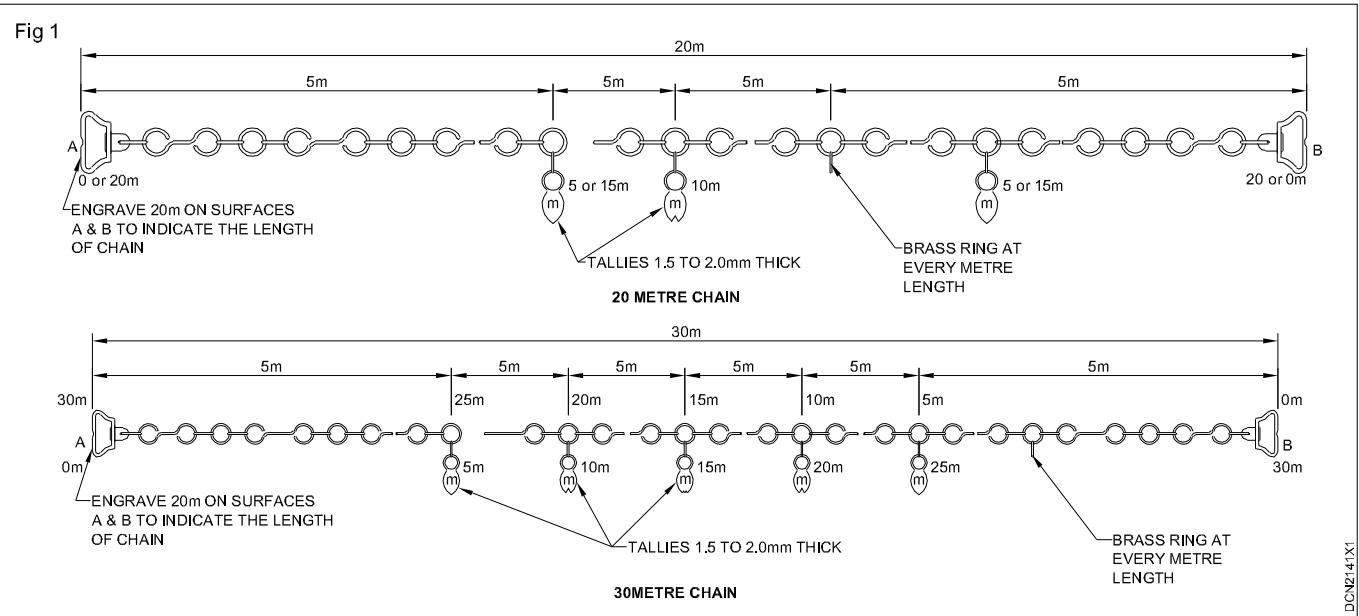 Fig 1
20m
5m
5m
5m
5m
A
B
0 or 20m
5 or 15m
10m
5 or 15m
20 or 0m
m
m
m
ENGRAVE 20m ON SURFACES
A & B TO INDICATE THE LENGTH
OF CHAIN
TALLIES 1.5 TO 2.0mm THICK
BRASS RING AT
EVERY METRE
LENGTH
20 METRE CHAIN
30m
5m
5m
5m
5m
5m
5m
30m
25m
20m
15m
10m
5m
0m
A
B
0m
5m
10m
15m
20m
25m
30m
m
m
m
m
m
ENGRAVE 20m ON SURFACES
A & B TO INDICATE THE LENGTH
OF CHAIN
TALLIES 1.5 TO 2.0mm THICK
BRASS RING AT
EVERY METRE
LENGTH
30METRE CHAIN
DCN2141X1